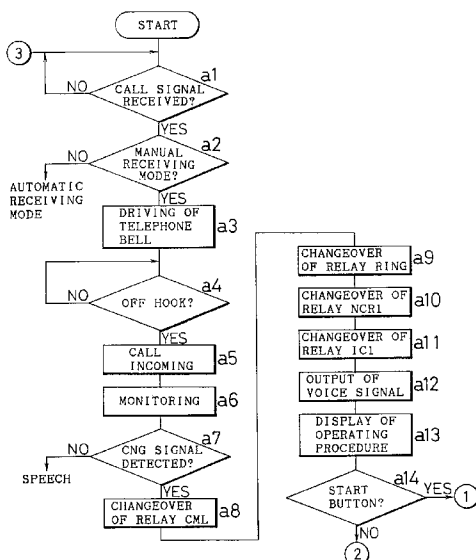 START
3
a1
CALL SIGNAL
RECEIVED?
NO
YES
a2
MANUAL
RECEIVING
MODE?
NO
AUTOMATIC
RECEIVING
MODE
YES
DRIVING OF
TELEPHONE
BELL
a3
a4
OFF HOOK?
NO
YES
CALL
INCOMING
a5
MONITORING
a6
a7
CNG SIGNAL
DETECTED?
NO
SPEECH
YES
CHANGEOVER
OF RELAY CML
a8
CHANGEOVER
OF RELAY RING
a9
CHANGEOVER OF
RELAY NCR1
a10
CHANGEOVER OF
RELAY IC1
a11
OUTPUT OF
VOICE SIGNAL
a12
DISPLAY OF
OPERATING
PROCEDURE
a13
a14
START
BUTTON?
YES
1
NO
2